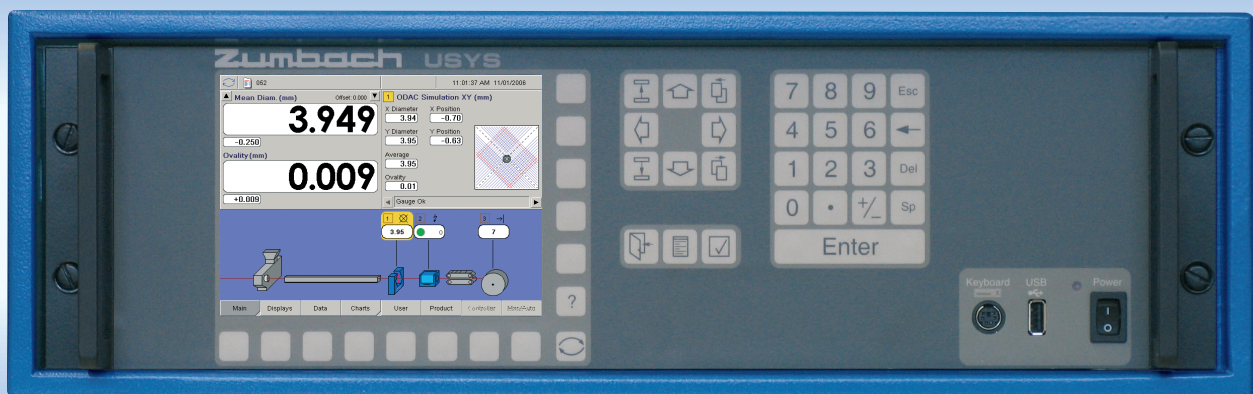 Zumbach USYS
052
11:01:37 AM 11/01/2006
Mean Diam. (mm)
Offset: 0.000
3.949
-0.250
Ovality (mm)
0.009
+0.009
1 ODAC Simulation XY (mm)
X Diameter X Position
3.94 -0.70
Y Diameter Y Position
3.95 -0.63
Average
3.95
Ovality
0.01
Gauge Ok
1 2 3
3.95 0 7
Main Displays Data Charts User Product Controller Man/Auto
?
7 8 9 Esc
4 5 6
1 2 3 Del
0 • +/- Sp
Enter
Keyboard USB Power